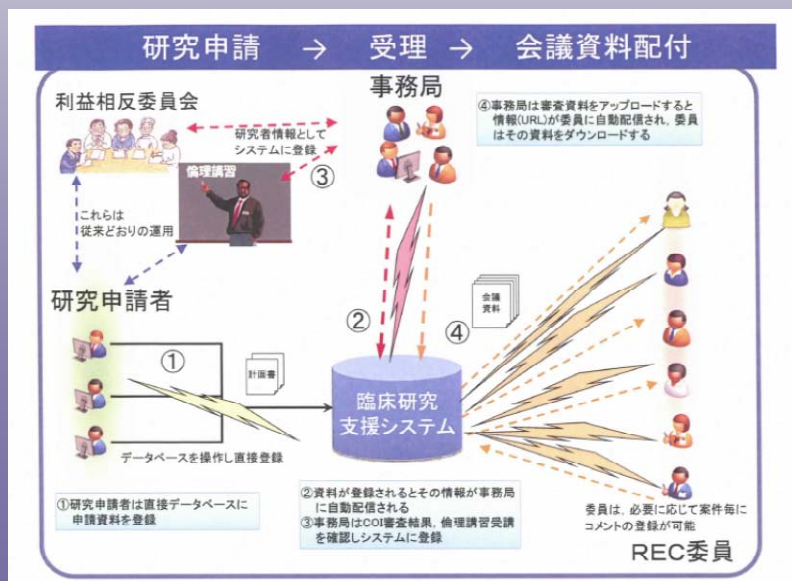 研究申請 → 受理 → 会議資料配付
利益相反委員会
事務局
④事務局は審査資料をアップロードすると
情報(URL)が委員に自動配信され、委員
はその資料をダウンロードする
研究者情報として
システムに登録
③
倫理講習
これらは
従来どおりの運用
研究申請者
①
計画書
②
④
会議
資料
臨床研究
支援システム
データベースを操作し直接登録
①研究申請者は直接データベースに
申請資料を登録
②資料が登録されるとその情報が事務局
に自動配信される
③事務局はCOI審査結果、倫理講習受講
を確認しシステムに登録
委員は、必要に応じて案件毎に
コメントの登録が可能
REC委員